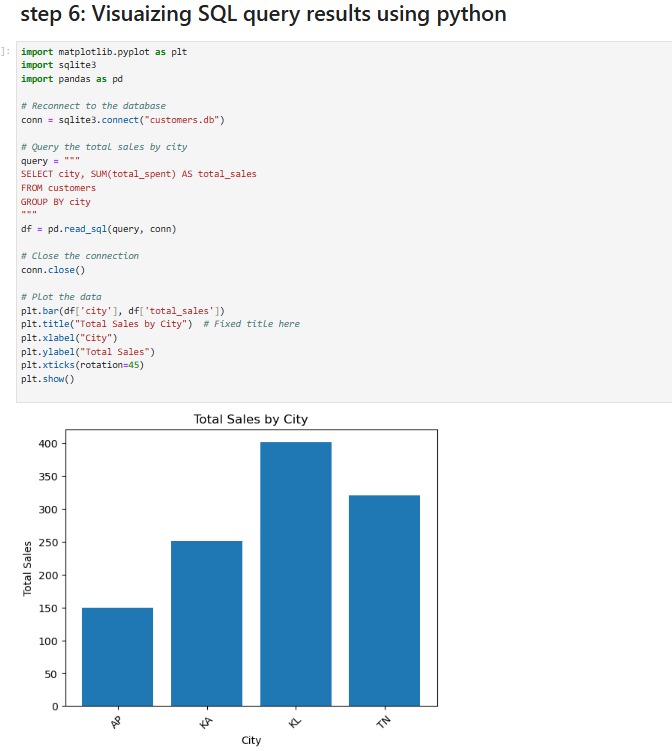 step 6: Visuaizing SQL query results using python
]:
import matplotlib.pyplot as plt
import sqlite3
import pandas as pd
# Reconnect to the database
conn = sqlite3.connect("customers.db")
# Query the total sales by city
query = """
SELECT city, SUM(total_spent) AS total_sales
FROM customers
GROUP BY city
"""
df = pd.read_sql(query, conn)
# Close the connection
conn.close()
# Plot the data
plt.bar(df['city'], df['total_sales'])
plt.title("Total Sales by City")  # Fixed title here
plt.xlabel("City")
plt.ylabel("Total Sales")
plt.xticks(rotation=45)
plt.show()
Total Sales by City
400
350
300
250
200
150
100
50
0
Total Sales
AP KA KL TN
City